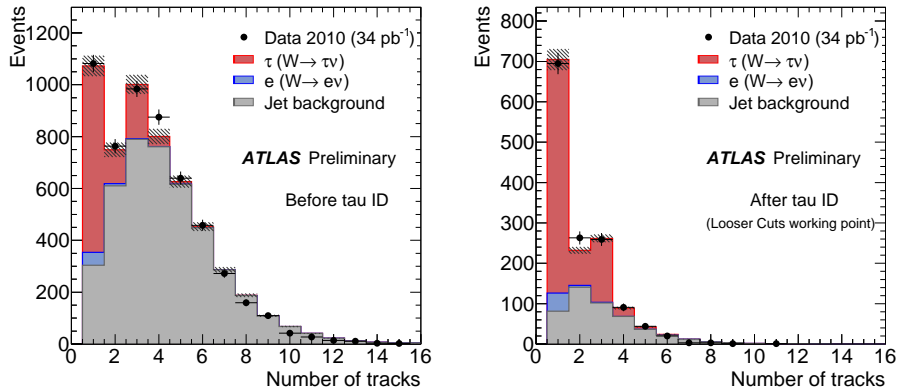 Events
1200
1000
800
600
400
200
0
Data 2010 (34 pb⁻¹)
τ (W→ τν)
e (W→ eν)
Jet background
ATLAS Preliminary
Before tau ID
0 2 4 6 8 10 12 14 16
Number of tracks
Events
800
700
600
500
400
300
200
100
0
Data 2010 (34 pb⁻¹)
τ (W→ τν)
e (W→ eν)
Jet background
ATLAS Preliminary
After tau ID
(Looser Cuts working point)
0 2 4 6 8 10 12 14 16
Number of tracks